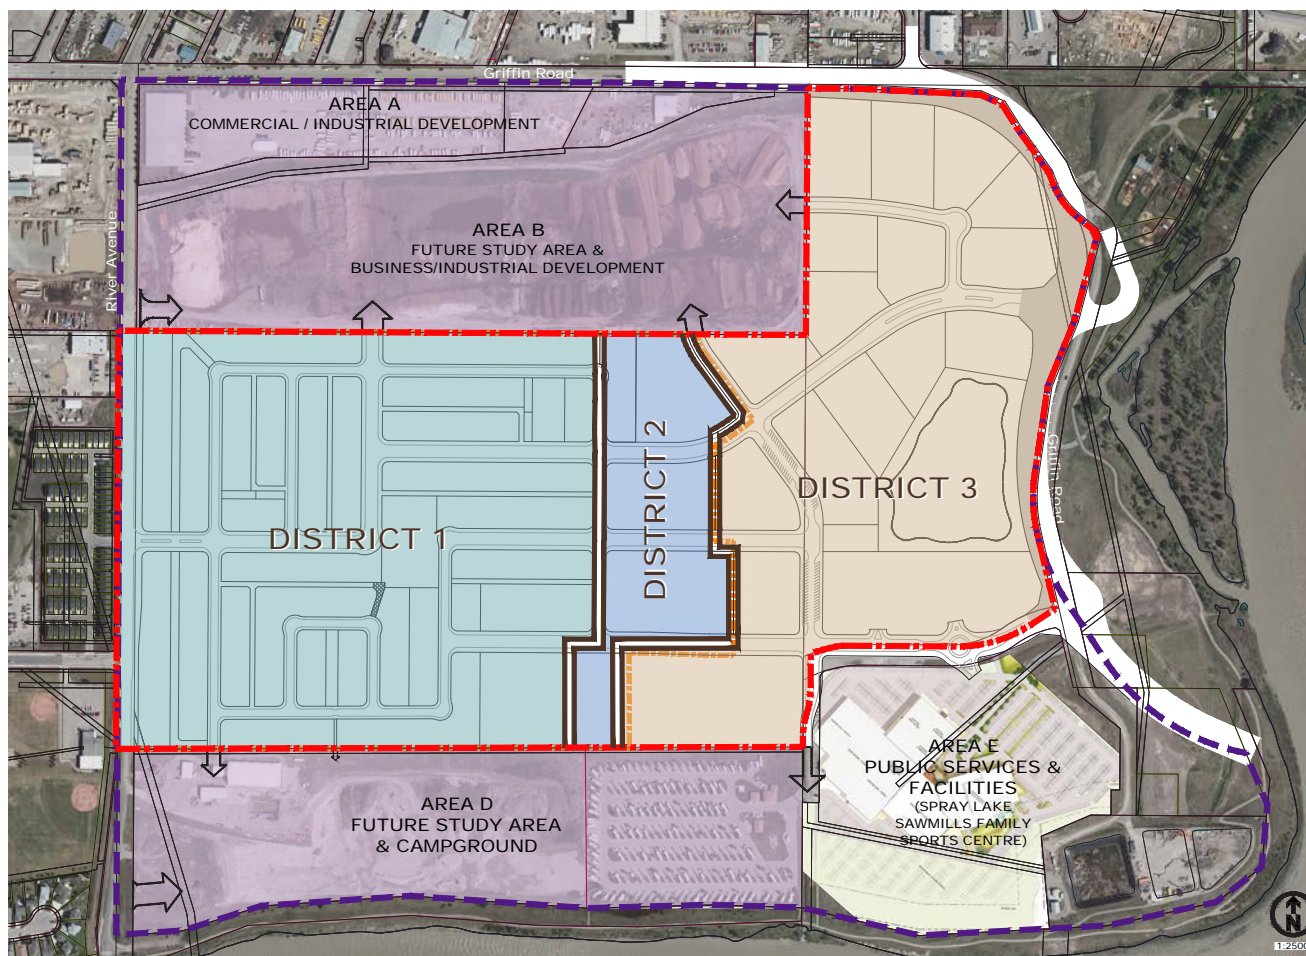 Griffin Road
AREA A
COMMERCIAL / INDUSTRIAL DEVELOPMENT
River Avenue
AREA B
FUTURE STUDY AREA &
BUSINESS/INDUSTRIAL DEVELOPMENT
DISTRICT 1
DISTRICT 2
DISTRICT 3
Griffin Road
AREA E
PUBLIC SERVICES &
FACILITIES
(SPRAY LAKE
SAWMILLS FAMILY
SPORTS CENTRE)
AREA D
FUTURE STUDY AREA
& CAMPGROUND
N
1:2500